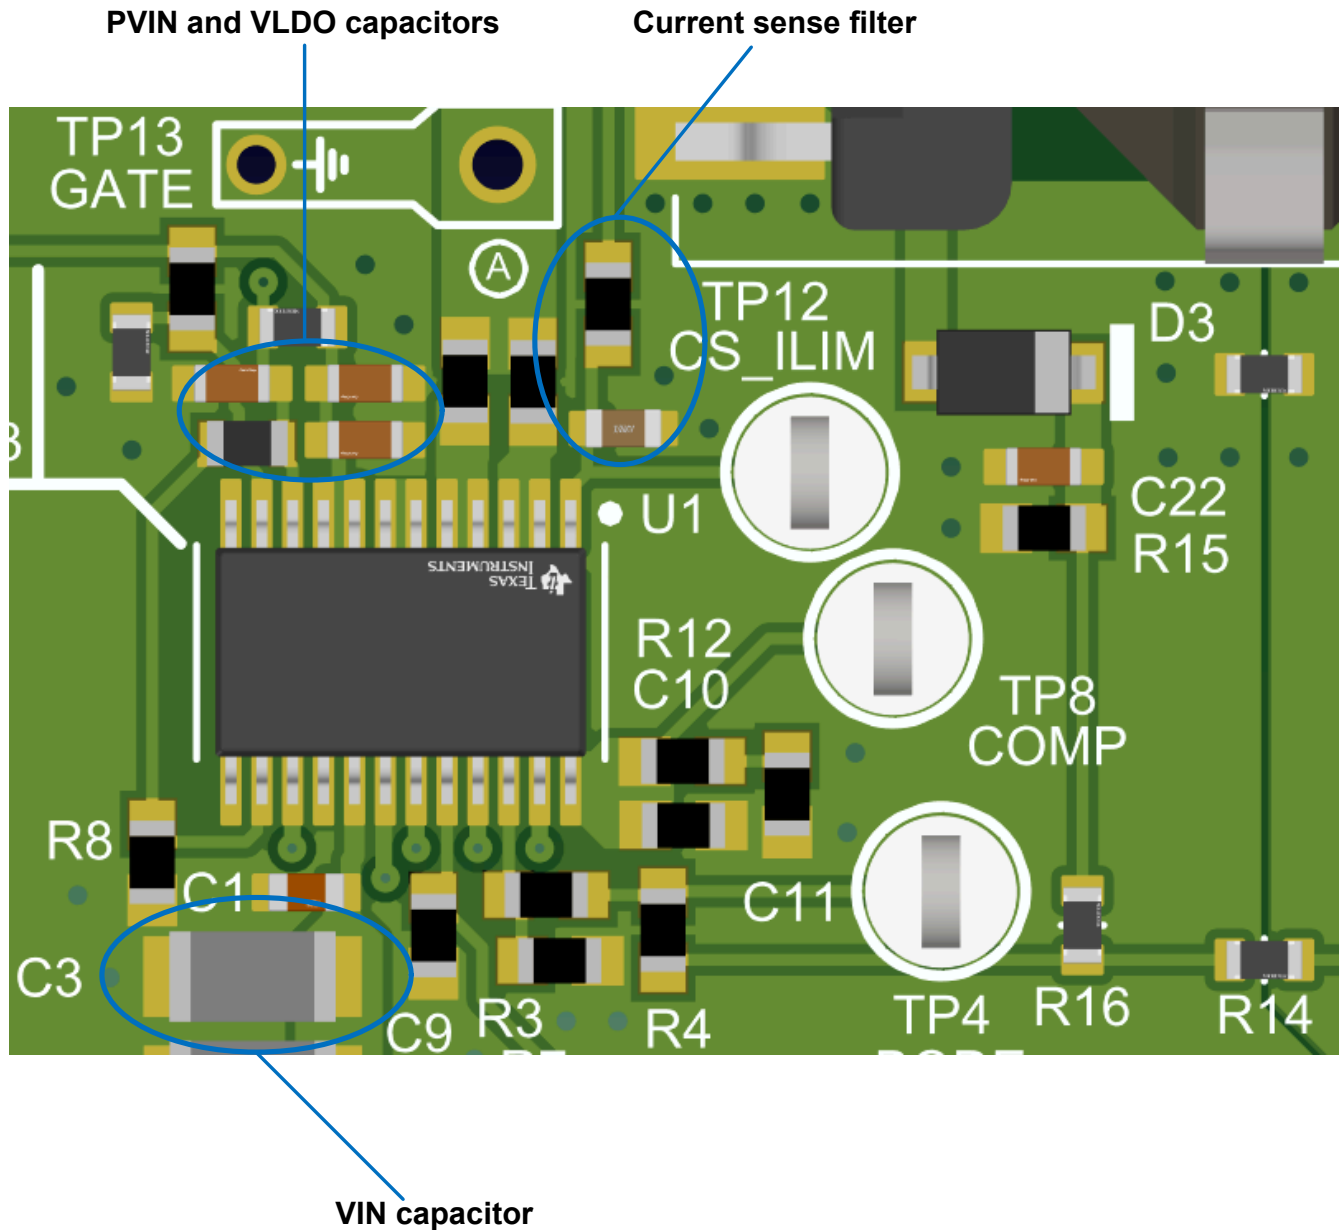 PVIN and VLDO capacitors
Current sense filter
TP13
GATE
A
TP12
CS_ILIM
D3
U1
TEXAS
INSTRUMENTS
C22
R15
R12
C10
TP8
COMP
R8
C1
C11
C3
C9
R3
R4
TP4
R16
R14
VIN capacitor